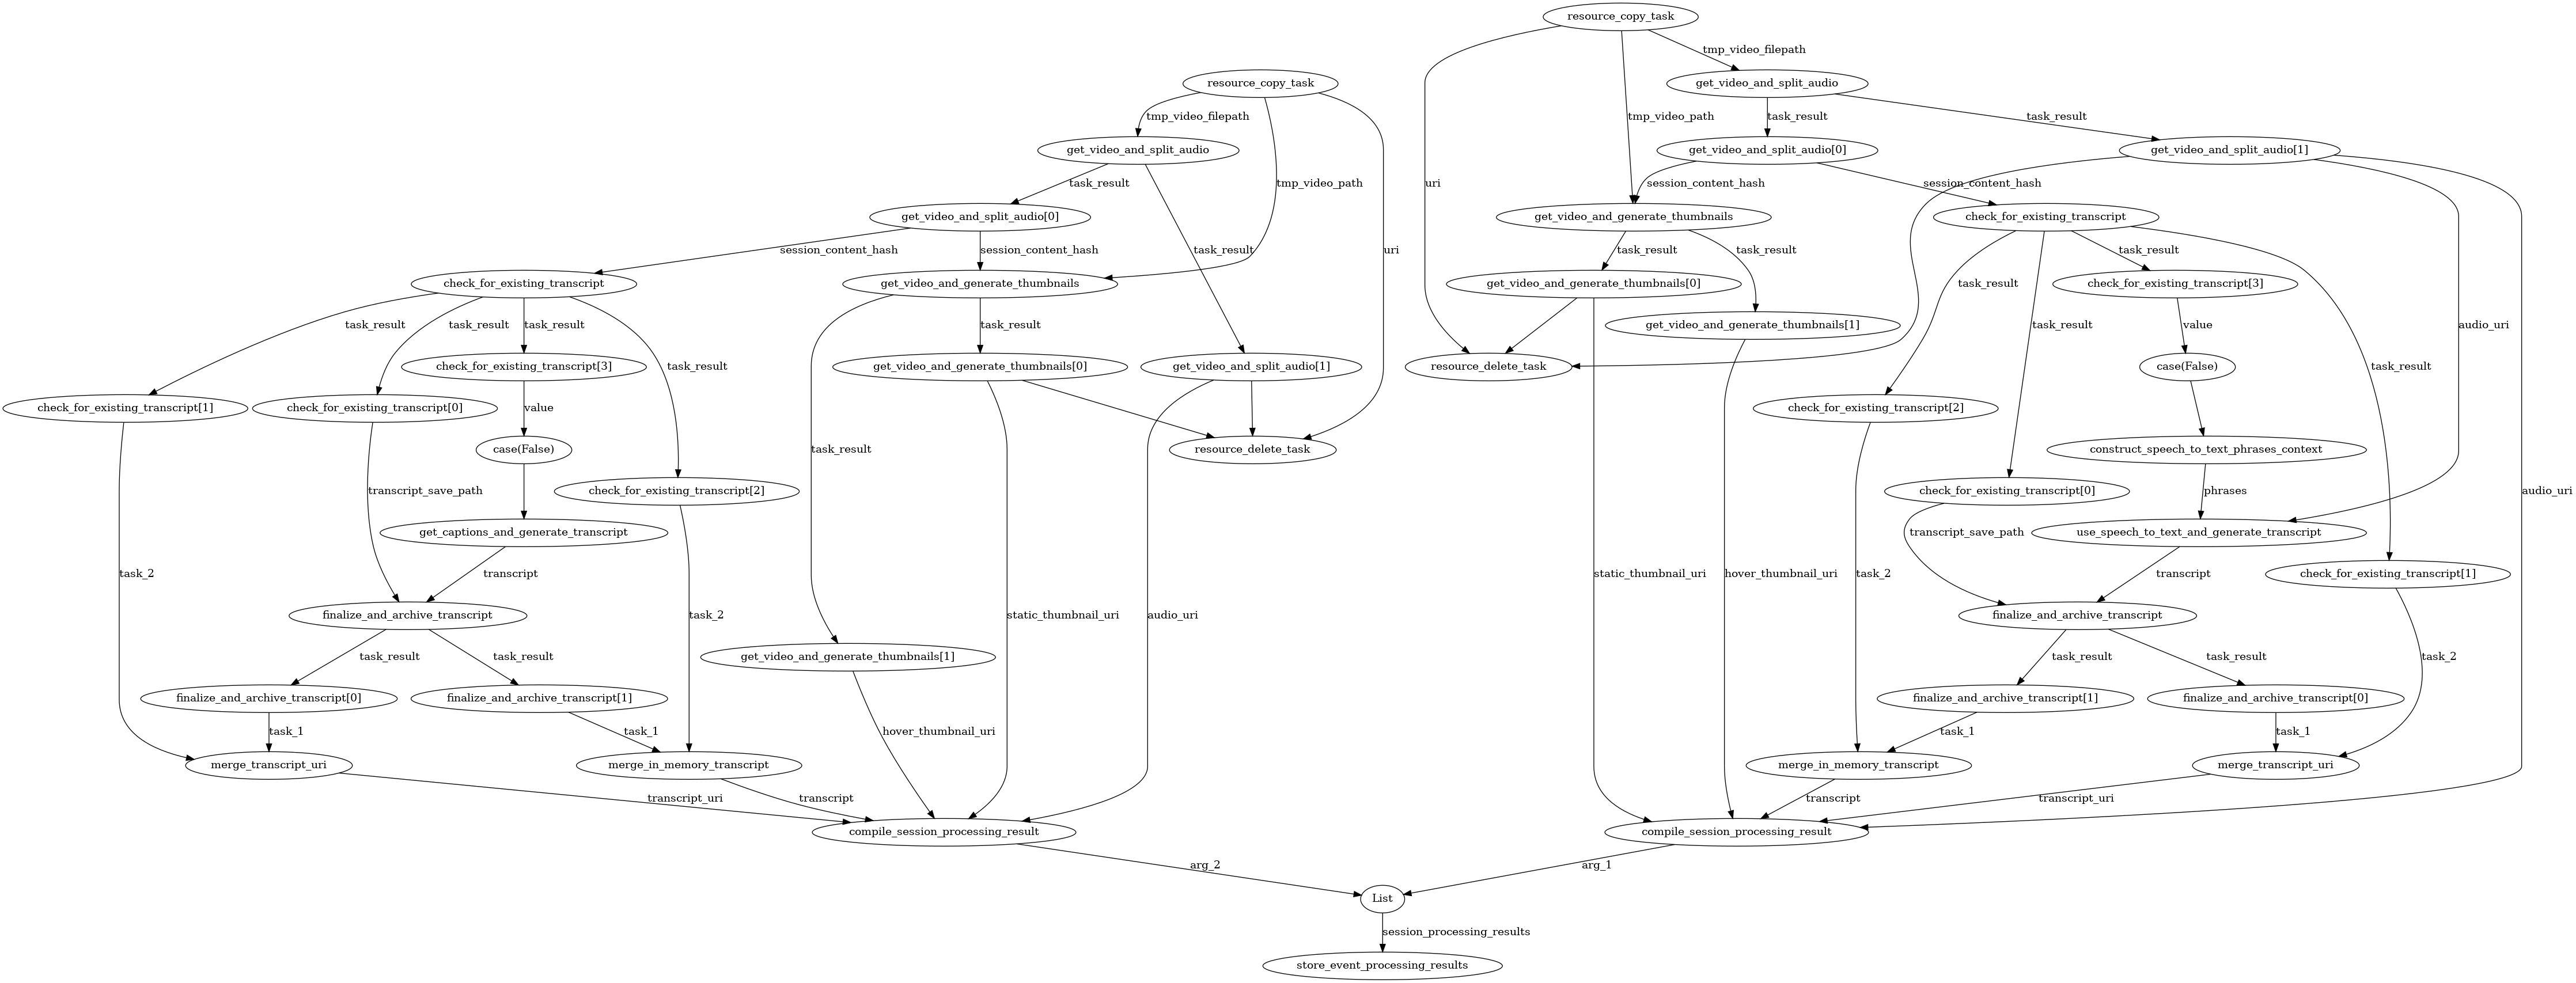 resource_copy_task
tmp_video_filepath
resource_copy_task
get_video_and_split_audio
tmp_video_filepath
tmp_video_path
task_result
task_result
get_video_and_split_audio
get_video_and_split_audio[0]
get_video_and_split_audio[1]
task_result
tmp_video_path
uri
session_content_hash
session_content_hash
get_video_and_split_audio[0]
get_video_and_generate_thumbnails
check_for_existing_transcript
session_content_hash
session_content_hash
task_result
uri
task_result
task_result
task_result
check_for_existing_transcript
get_video_and_generate_thumbnails
get_video_and_generate_thumbnails[0]
task_result
check_for_existing_transcript[3]
task_result
task_result
task_result
task_result
get_video_and_generate_thumbnails[1]
task_result
value
audio_uri
check_for_existing_transcript[3]
task_result
get_video_and_generate_thumbnails[0]
get_video_and_split_audio[1]
resource_delete_task
case(False)
task_result
check_for_existing_transcript[1]
check_for_existing_transcript[0]
value
check_for_existing_transcript[2]
case(False)
task_result
resource_delete_task
construct_speech_to_text_phrases_context
transcript_save_path
check_for_existing_transcript[2]
check_for_existing_transcript[0]
phrases
audio_uri
get_captions_and_generate_transcript
transcript_save_path
use_speech_to_text_and_generate_transcript
task_2
transcript
static_thumbnail_uri
hover_thumbnail_uri
task_2
transcript
check_for_existing_transcript[1]
finalize_and_archive_transcript
task_2
static_thumbnail_uri
audio_uri
finalize_and_archive_transcript
task_result
task_result
get_video_and_generate_thumbnails[1]
task_result
task_result
task_2
finalize_and_archive_transcript[0]
finalize_and_archive_transcript[1]
finalize_and_archive_transcript[1]
finalize_and_archive_transcript[0]
task_1
task_1
hover_thumbnail_uri
task_1
task_1
merge_transcript_uri
merge_in_memory_transcript
merge_in_memory_transcript
merge_transcript_uri
transcript_uri
transcript
transcript
transcript_uri
compile_session_processing_result
compile_session_processing_result
arg_2
arg_1
List
session_processing_results
store_event_processing_results